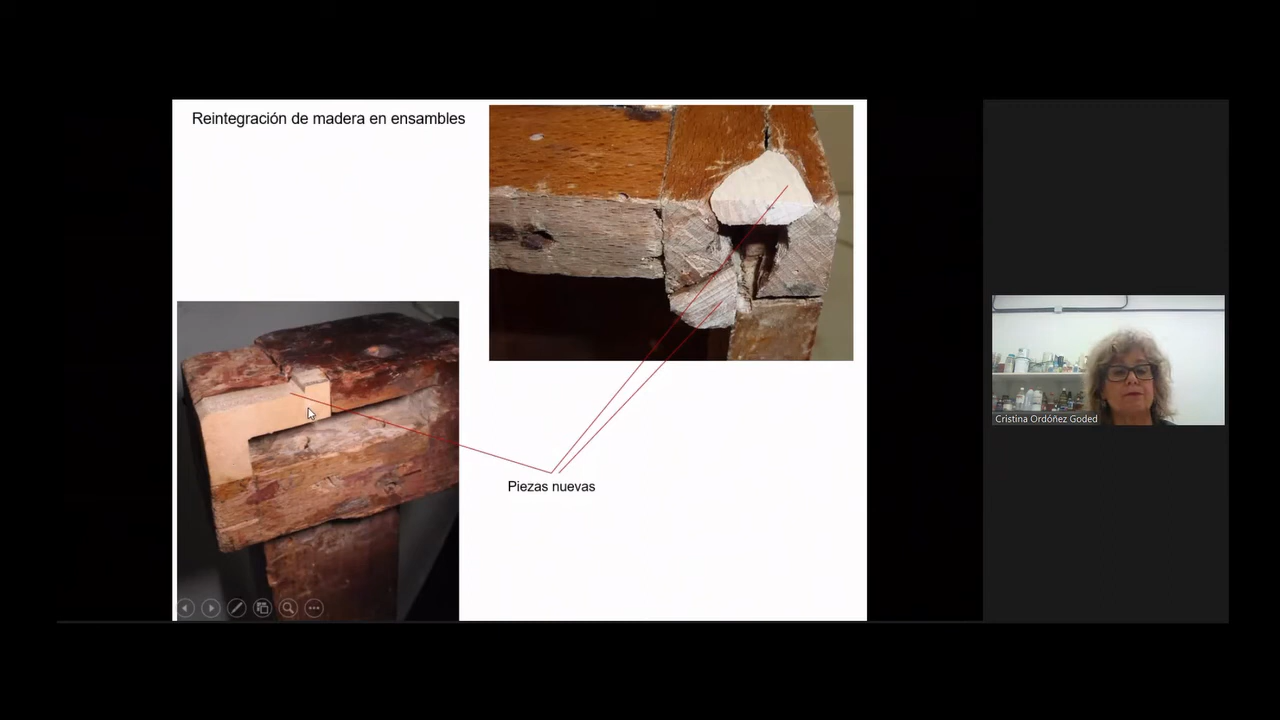 Reintegración de madera en ensambles
Piezas nuevas
Cristina Ordóñez Goded